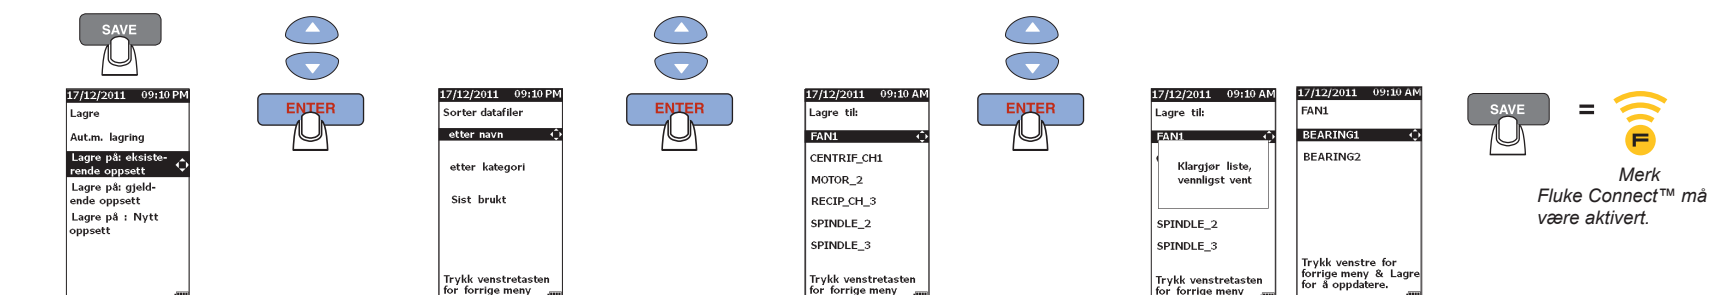 SAVE
17/12/2011 09:10 PM
Lagre
Aut.m. lagring
Lagre på: eksiste-
rende oppsett
Lagre på: gjeld-
ende oppsett
Lagre på : Nytt
oppsett
ENTER
17/12/2011 09:10 PM
Sorter datafiler
etter navn
etter kategori
Sist brukt
Trykk venstretasten
for forrige meny
ENTER
17/12/2011 09:10 AM
Lagre til:
FAN1
CENTRIF_CH1
MOTOR_2
RECIP_CH_3
SPINDLE_2
SPINDLE_3
Trykk venstretasten
for forrige meny
ENTER
17/12/2011 09:10 AM
Lagre til:
FAN1
Klargjør liste,
vennligst vent
SPINDLE_2
SPINDLE_3
Trykk venstretasten
for forrige meny
17/12/2011 09:10 AM
FAN1
BEARING1
BEARING2
Trykk venstre for
forrige meny & Lagre
for å oppdatere.
SAVE
=
F
Merk
Fluke Connect™ må
være aktivert.